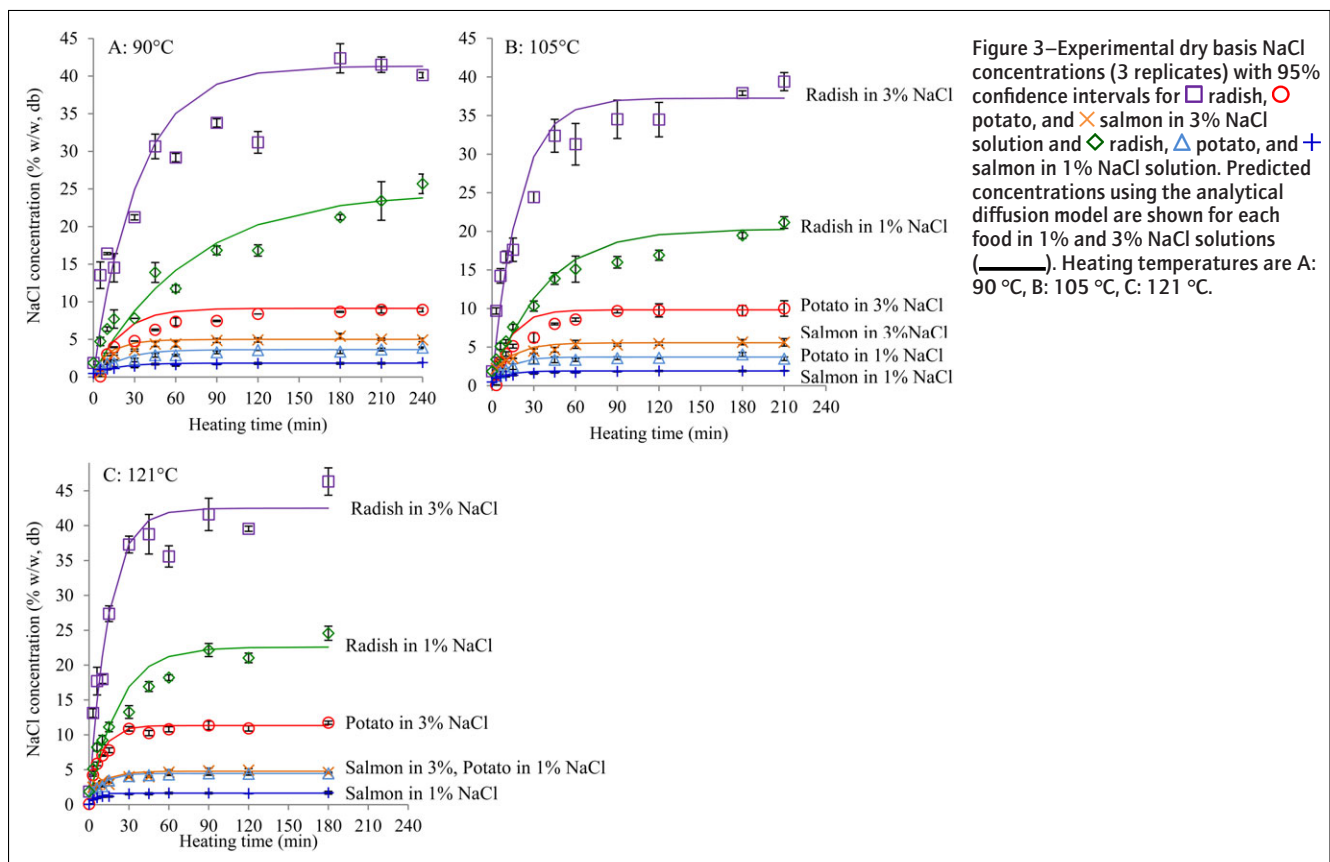 A: 90°C
NaCl concentration (% w/w, db)
45
40
35
30
25
20
15
10
5
0
0 30 60 90 120 150 180 210 240
Heating time (min)
B: 105°C
45
40
35
30
25
20
15
10
5
0
Radish in 3% NaCl
Radish in 1% NaCl
Potato in 3% NaCl
Salmon in 3%NaCl
Potato in 1% NaCl
Salmon in 1% NaCl
0 30 60 90 120 150 180 210 240
Heating time (min)
Figure 3–Experimental dry basis NaCl
concentrations (3 replicates) with 95%
confidence intervals for □ radish, ○
potato, and × salmon in 3% NaCl
solution and ◇ radish, △ potato, and +
salmon in 1% NaCl solution. Predicted
concentrations using the analytical
diffusion model are shown for each
food in 1% and 3% NaCl solutions
(———). Heating temperatures are A:
90 °C, B: 105 °C, C: 121 °C.
C: 121°C
NaCl concentration (% w/w, db)
45
40
35
30
25
20
15
10
5
0
Radish in 3% NaCl
Radish in 1% NaCl
Potato in 3% NaCl
Salmon in 3%, Potato in 1% NaCl
Salmon in 1% NaCl
0 30 60 90 120 150 180 210 240
Heating time (min)